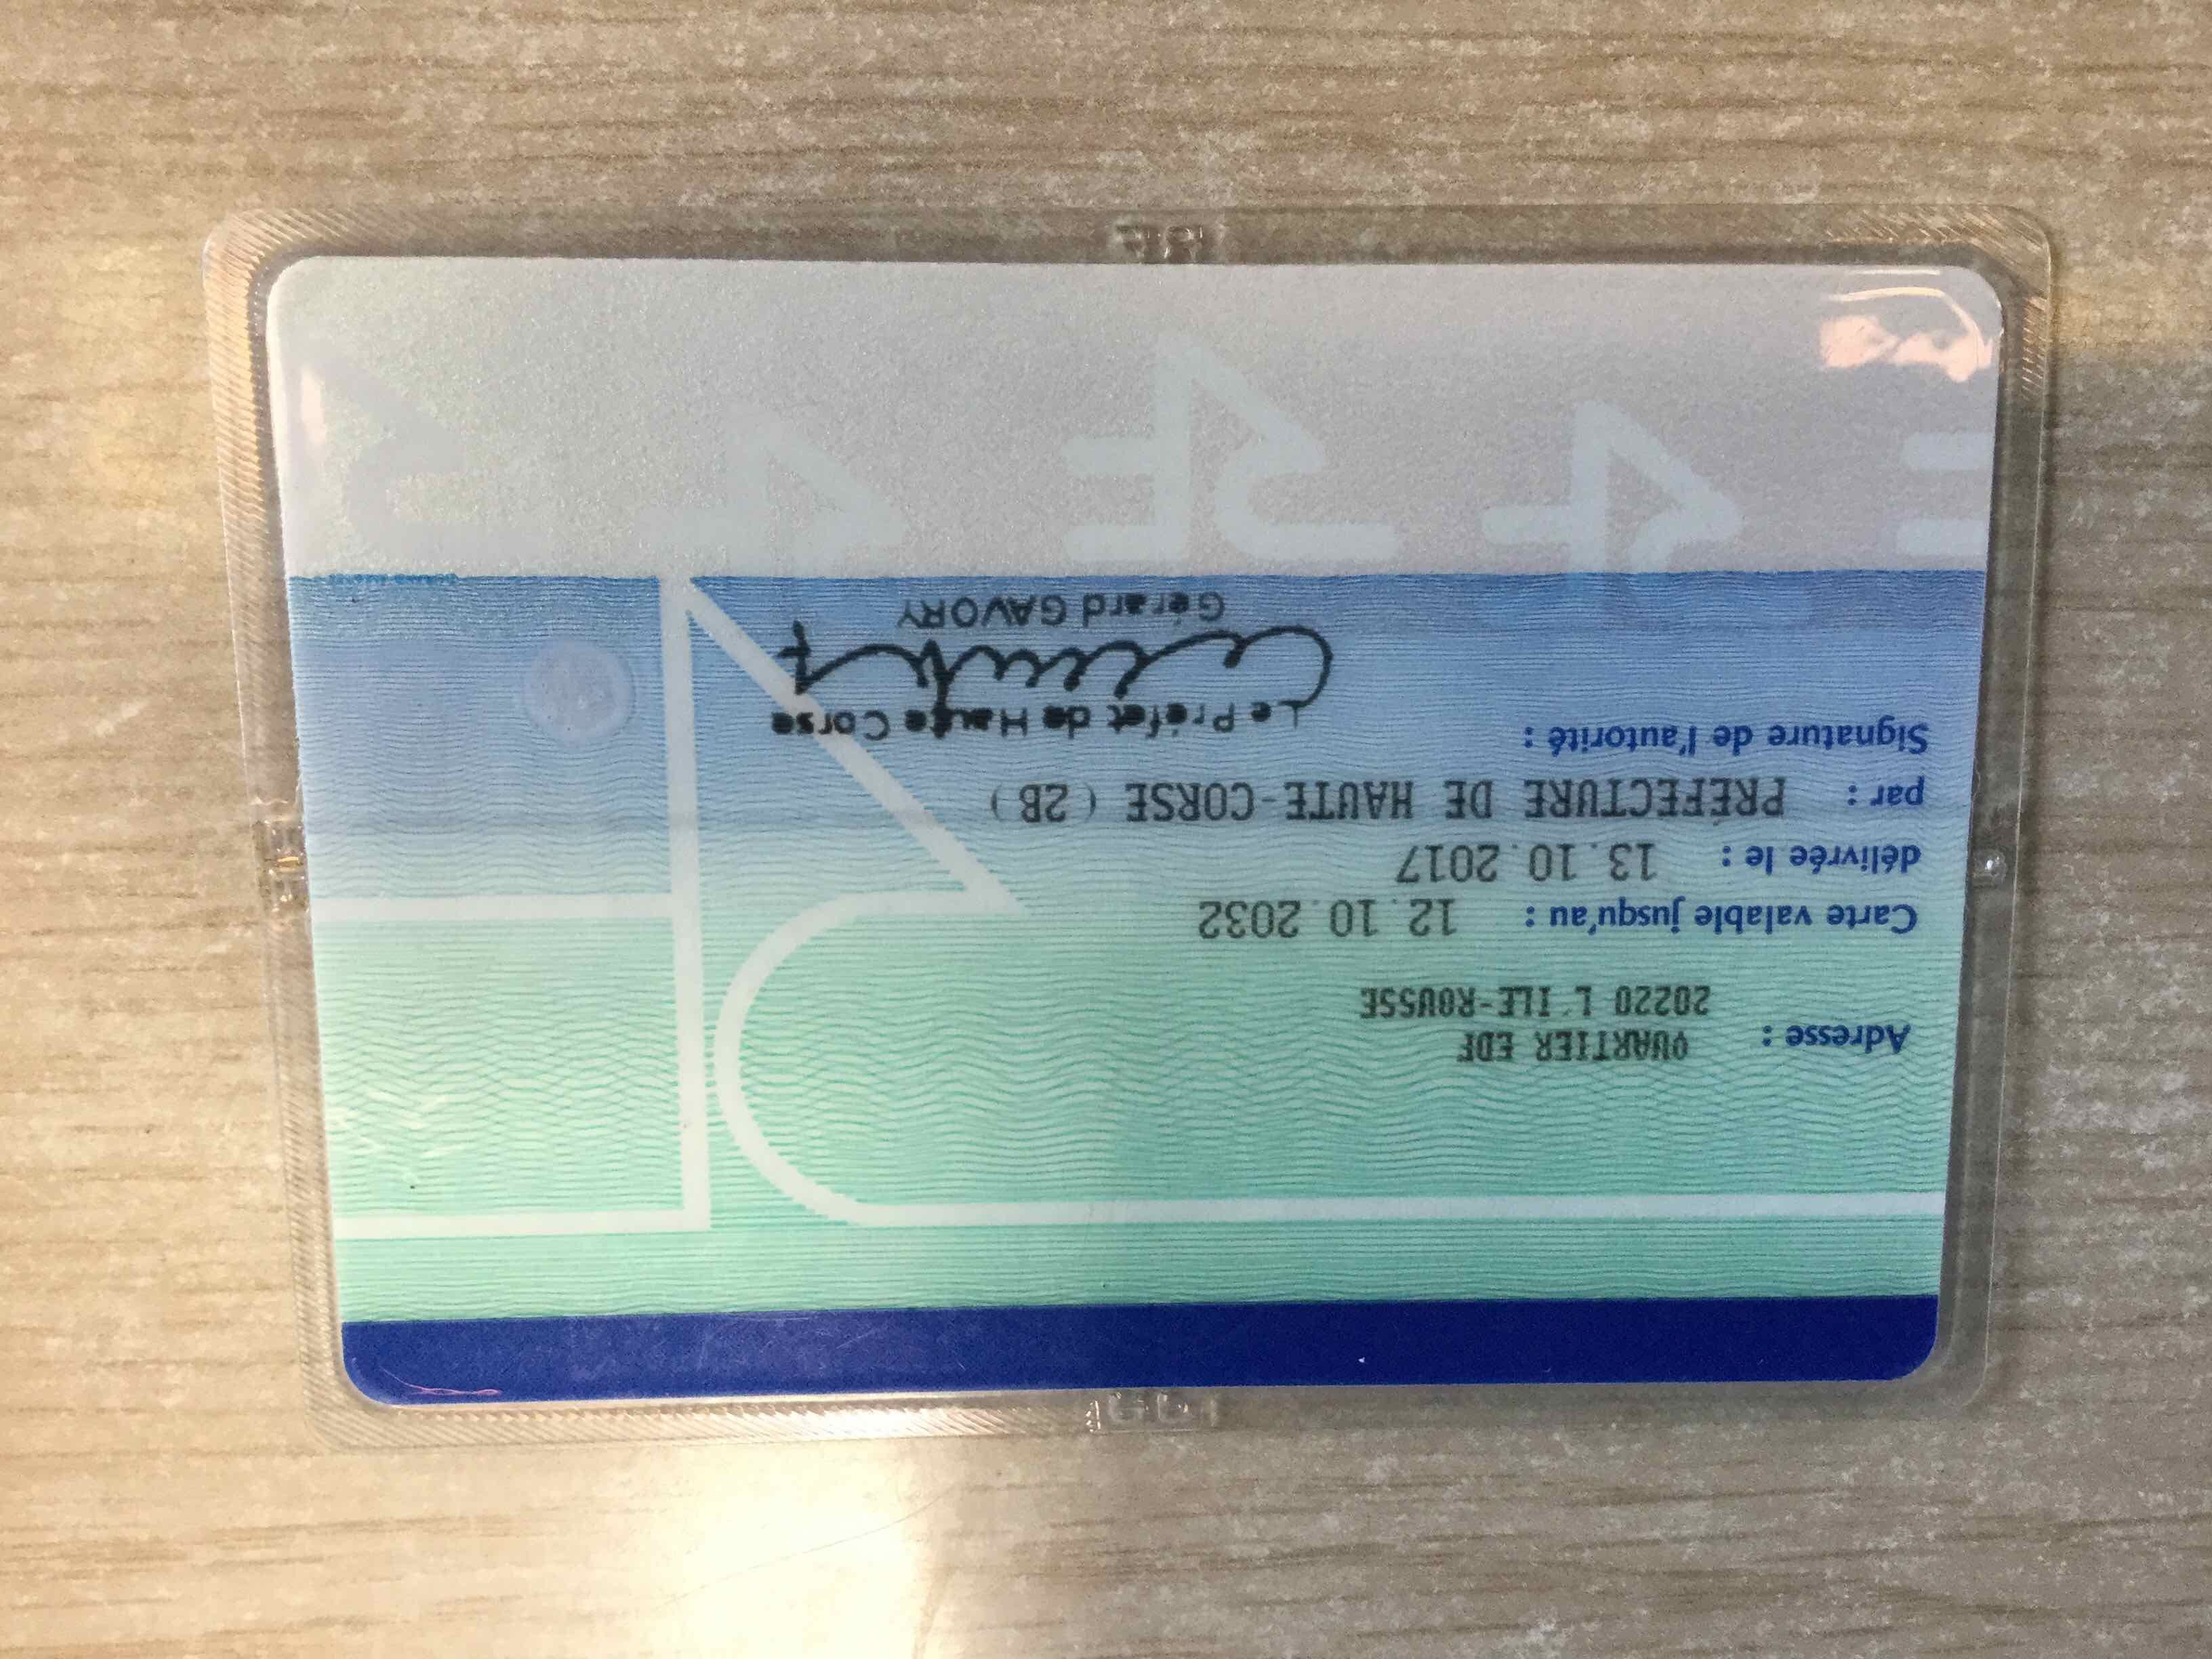 Adresse : QUARTIER EDF
20220 L'ILE-ROUSSE
Carte valable jusqu'au : 12.10.2032
délivrée le : 13.10.2017
par : PRÉFECTURE DE HAUTE-CORSE (2B)
Signature de l'autorité :
Le Préfet de Haute Corse
Gérard GAVORY